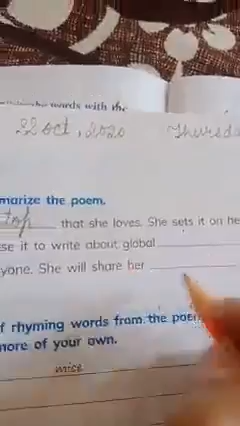 words with the
22 oct, 2020 Thursda
marize the poem.
top that she loves. She sets it on he
se it to write about global
yone. She will share her
f rhyming words from the poe
more of your own.
mice